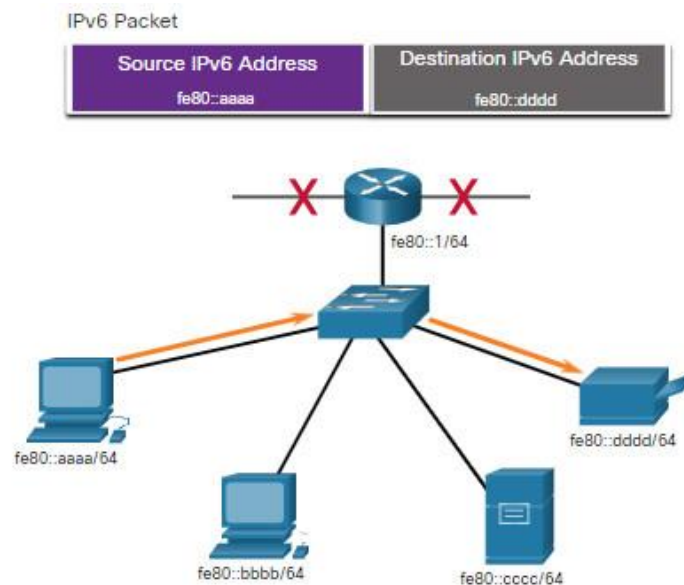 IPv6 Packet
Source IPv6 Address
fe80::aaaa
Destination IPv6 Address
fe80::dddd
fe80::1/64
fe80::aaaa/64
fe80::dddd/64
fe80::bbbb/64
fe80::cccc/64